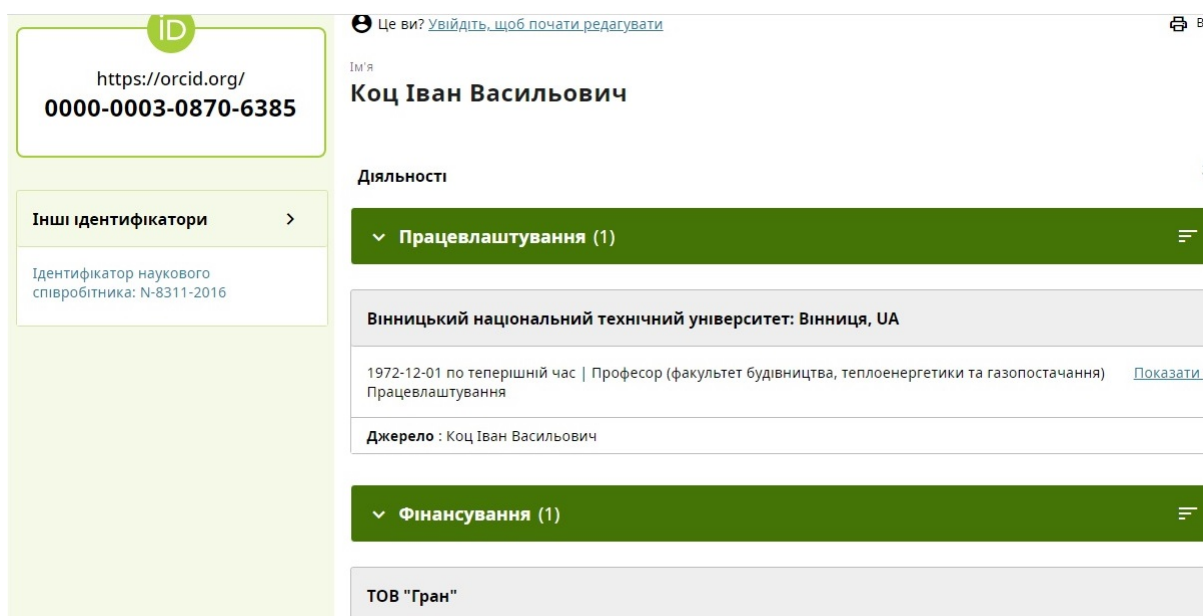 iD
https://orcid.org/
0000-0003-0870-6385
Інші ідентифікатори
Ідентифікатор наукового
співробітника: N-8311-2016
Це ви? Увійдіть, щоб почати редагувати
В
Ім'я
Коц Іван Васильович
Діяльності
Працевлаштування (1)
Вінницький національний технічний університет: Вінниця, UA
1972-12-01 по теперішній час | Професор (факультет будівництва, теплоенергетики та газопостачання)
Показати
Працевлаштування
Джерело : Коц Іван Васильович
Фінансування (1)
ТОВ "Гран"